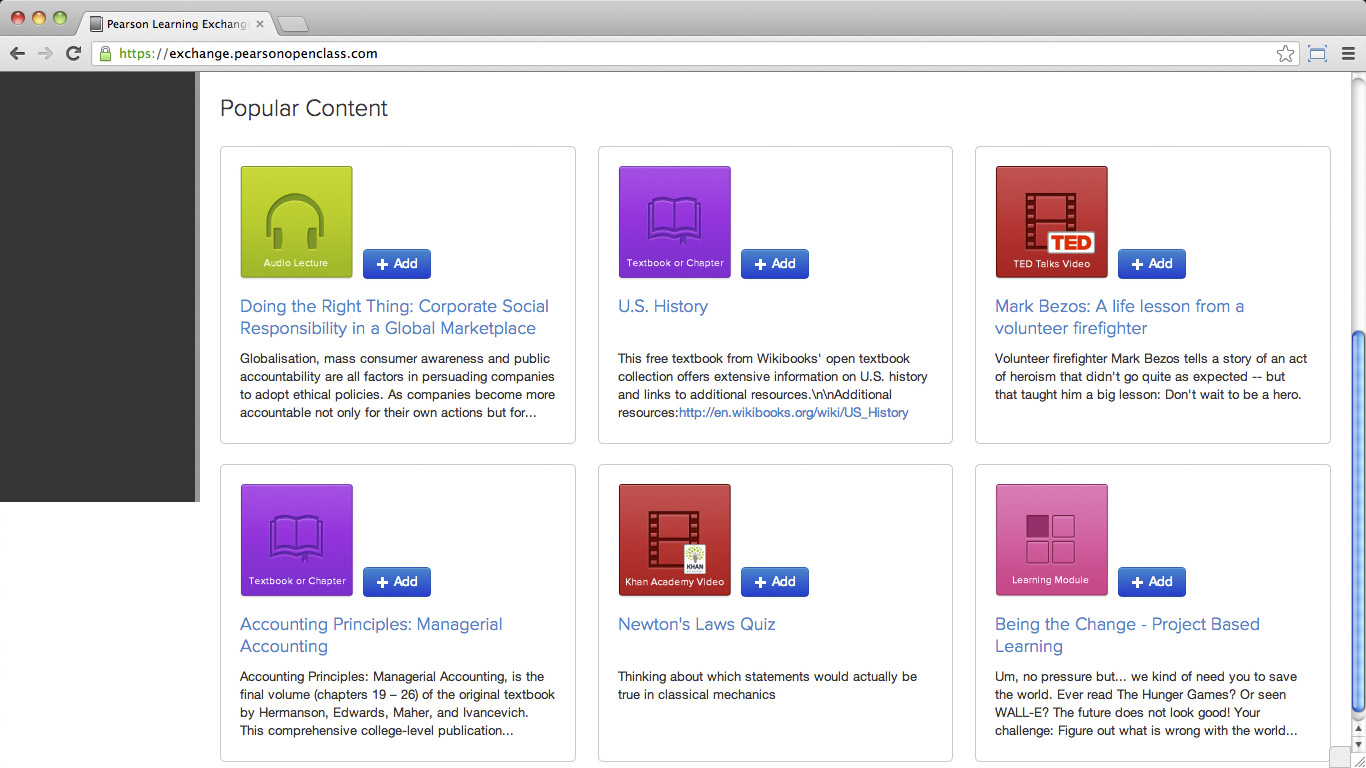 Pearson Learning Exchang
https://exchange.pearsonopenclass.com
Popular Content
Audio Lecture
+ Add
Doing the Right Thing: Corporate Social
Responsibility in a Global Marketplace
Globalisation, mass consumer awareness and public
accountability are all factors in persuading companies
to adopt ethical policies. As companies become more
accountable not only for their own actions but for...
Textbook or Chapter
+ Add
U.S. History
This free textbook from Wikibooks' open textbook
collection offers extensive information on U.S. history
and links to additional resources.\n\nAdditional
resources:http://en.wikibooks.org/wiki/US_History
TED
TED Talks Video
+ Add
Mark Bezos: A life lesson from a
volunteer firefighter
Volunteer firefighter Mark Bezos tells a story of an act
of heroism that didn't go quite as expected -- but
that taught him a big lesson: Don't wait to be a hero.
Textbook or Chapter
+ Add
Accounting Principles: Managerial
Accounting
Accounting Principles: Managerial Accounting, is the
final volume (chapters 19 – 26) of the original textbook
by Hermanson, Edwards, Maher, and Ivancevich.
This comprehensive college-level publication...
KHAN
Khan Academy Video
+ Add
Newton's Laws Quiz
Thinking about which statements would actually be
true in classical mechanics
Learning Module
+ Add
Being the Change - Project Based
Learning
Um, no pressure but... we kind of need you to save
the world. Ever read The Hunger Games? Or seen
WALL-E? The future does not look good! Your
challenge: Figure out what is wrong with the world...